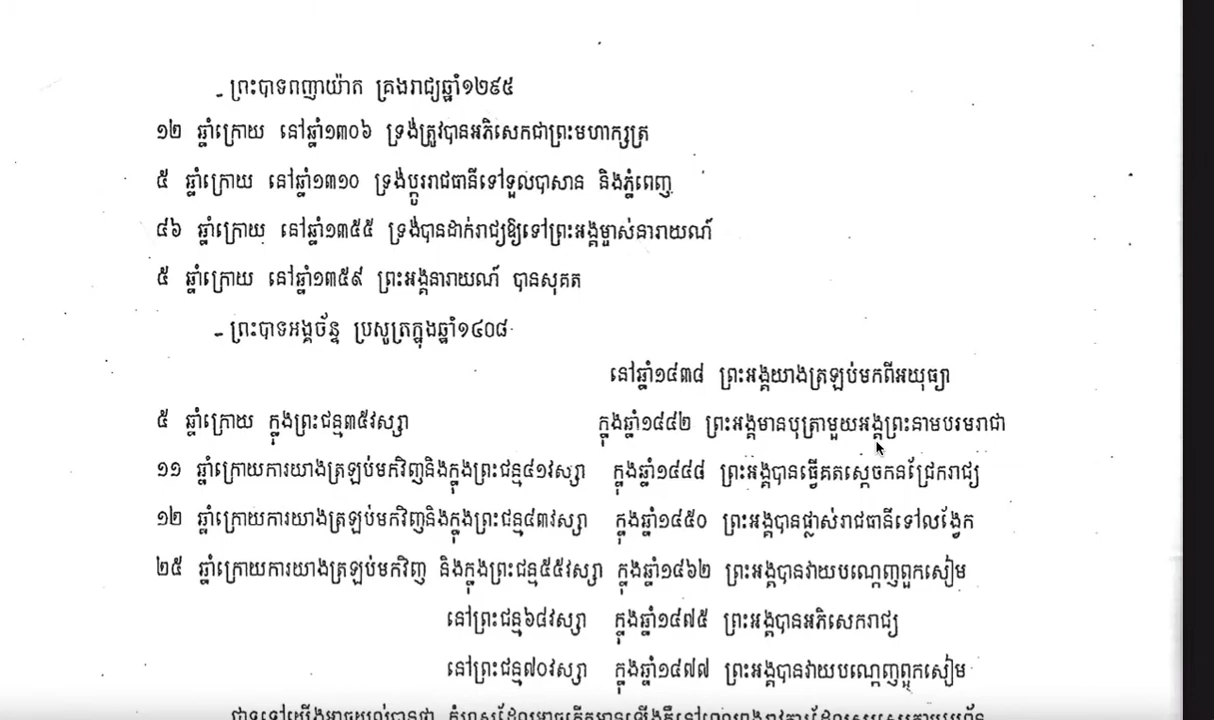 - ព្រះបាទពញាយ៉ាត គ្រងរាជ្យឆ្នាំ១២៩៥
១២ ឆ្នាំក្រោយ នៅឆ្នាំ១៣០៦ ទ្រង់ត្រូវបានអភិសេកជាព្រះមហាក្សត្រ
៥ ឆ្នាំក្រោយ នៅឆ្នាំ១៣១០ ទ្រង់ប្ដូររាជធានីទៅទួលបាសាន និងភ្នំពេញ
៤៦ ឆ្នាំក្រោយ នៅឆ្នាំ១៣៥៥ ទ្រង់បានដាក់រាជ្យឱ្យទៅព្រះអង្គម្ចាស់នារាយណ៍
៥ ឆ្នាំក្រោយ នៅឆ្នាំ១៣៥៩ ព្រះអង្គនារាយណ៍ បានសុគត
- ព្រះបាទអង្គច័ន្ទ ប្រសូត្រក្នុងឆ្នាំ១៤០៨
នៅឆ្នាំ១៤៣៨ ព្រះអង្គយាងត្រឡប់មកពីអយុធ្យា
៥ ឆ្នាំក្រោយ ក្នុងព្រះជន្ម៣៥វស្សា ក្នុងឆ្នាំ១៤៤២ ព្រះអង្គមានបុត្រាមួយអង្គព្រះនាមបរមរាជា
១១ ឆ្នាំក្រោយការយាងត្រឡប់មកវិញនិងក្នុងព្រះជន្ម៤១វស្សា ក្នុងឆ្នាំ១៤៤៨ ព្រះអង្គបានធ្វើគតស្ដេចកនជ្រែករាជ្យ
១២ ឆ្នាំក្រោយការយាងត្រឡប់មកវិញនិងក្នុងព្រះជន្ម៤៣វស្សា ក្នុងឆ្នាំ១៤៥០ ព្រះអង្គបានផ្លាស់រាជធានីទៅលង្វែក
២៥ ឆ្នាំក្រោយការយាងត្រឡប់មកវិញ និងក្នុងព្រះជន្ម៥៥វស្សា ក្នុងឆ្នាំ១៤៦២ ព្រះអង្គបានវាយបណ្ដេញពួកសៀម
នៅព្រះជន្ម៦៨វស្សា ក្នុងឆ្នាំ១៤៧៥ ព្រះអង្គបានអភិសេករាជ្យ
នៅព្រះជន្ម៧០វស្សា ក្នុងឆ្នាំ១៤៧៧ ព្រះអង្គបានវាយបណ្ដេញពួកសៀម